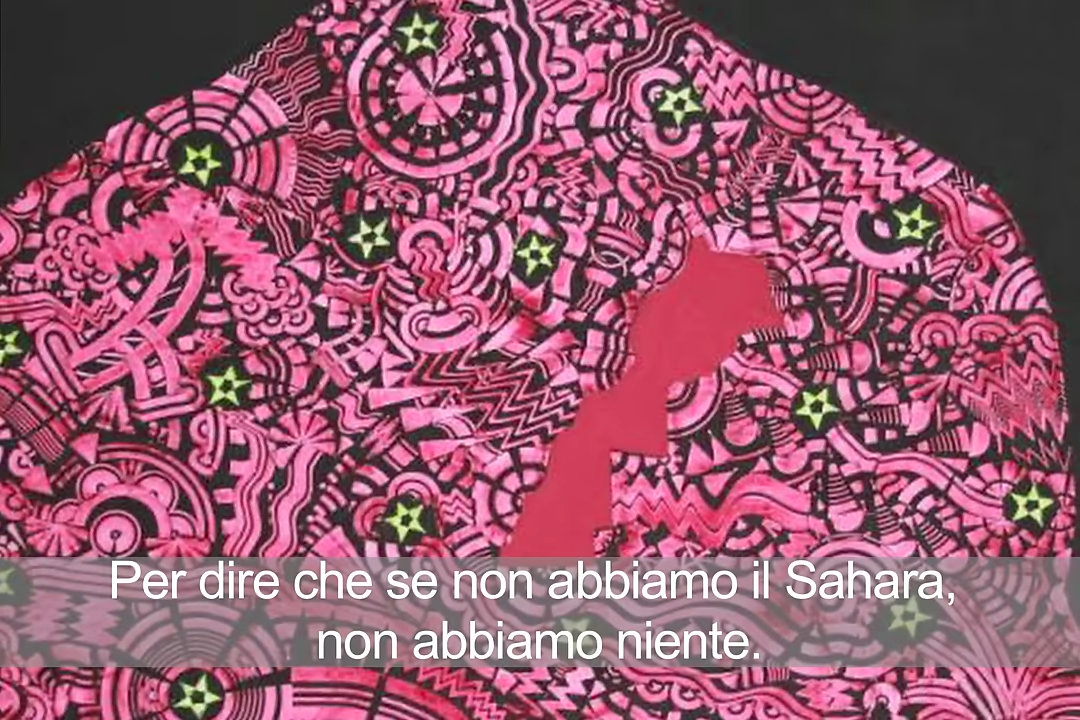 Per dire che se non abbiamo il Sahara,
non abbiamo niente.